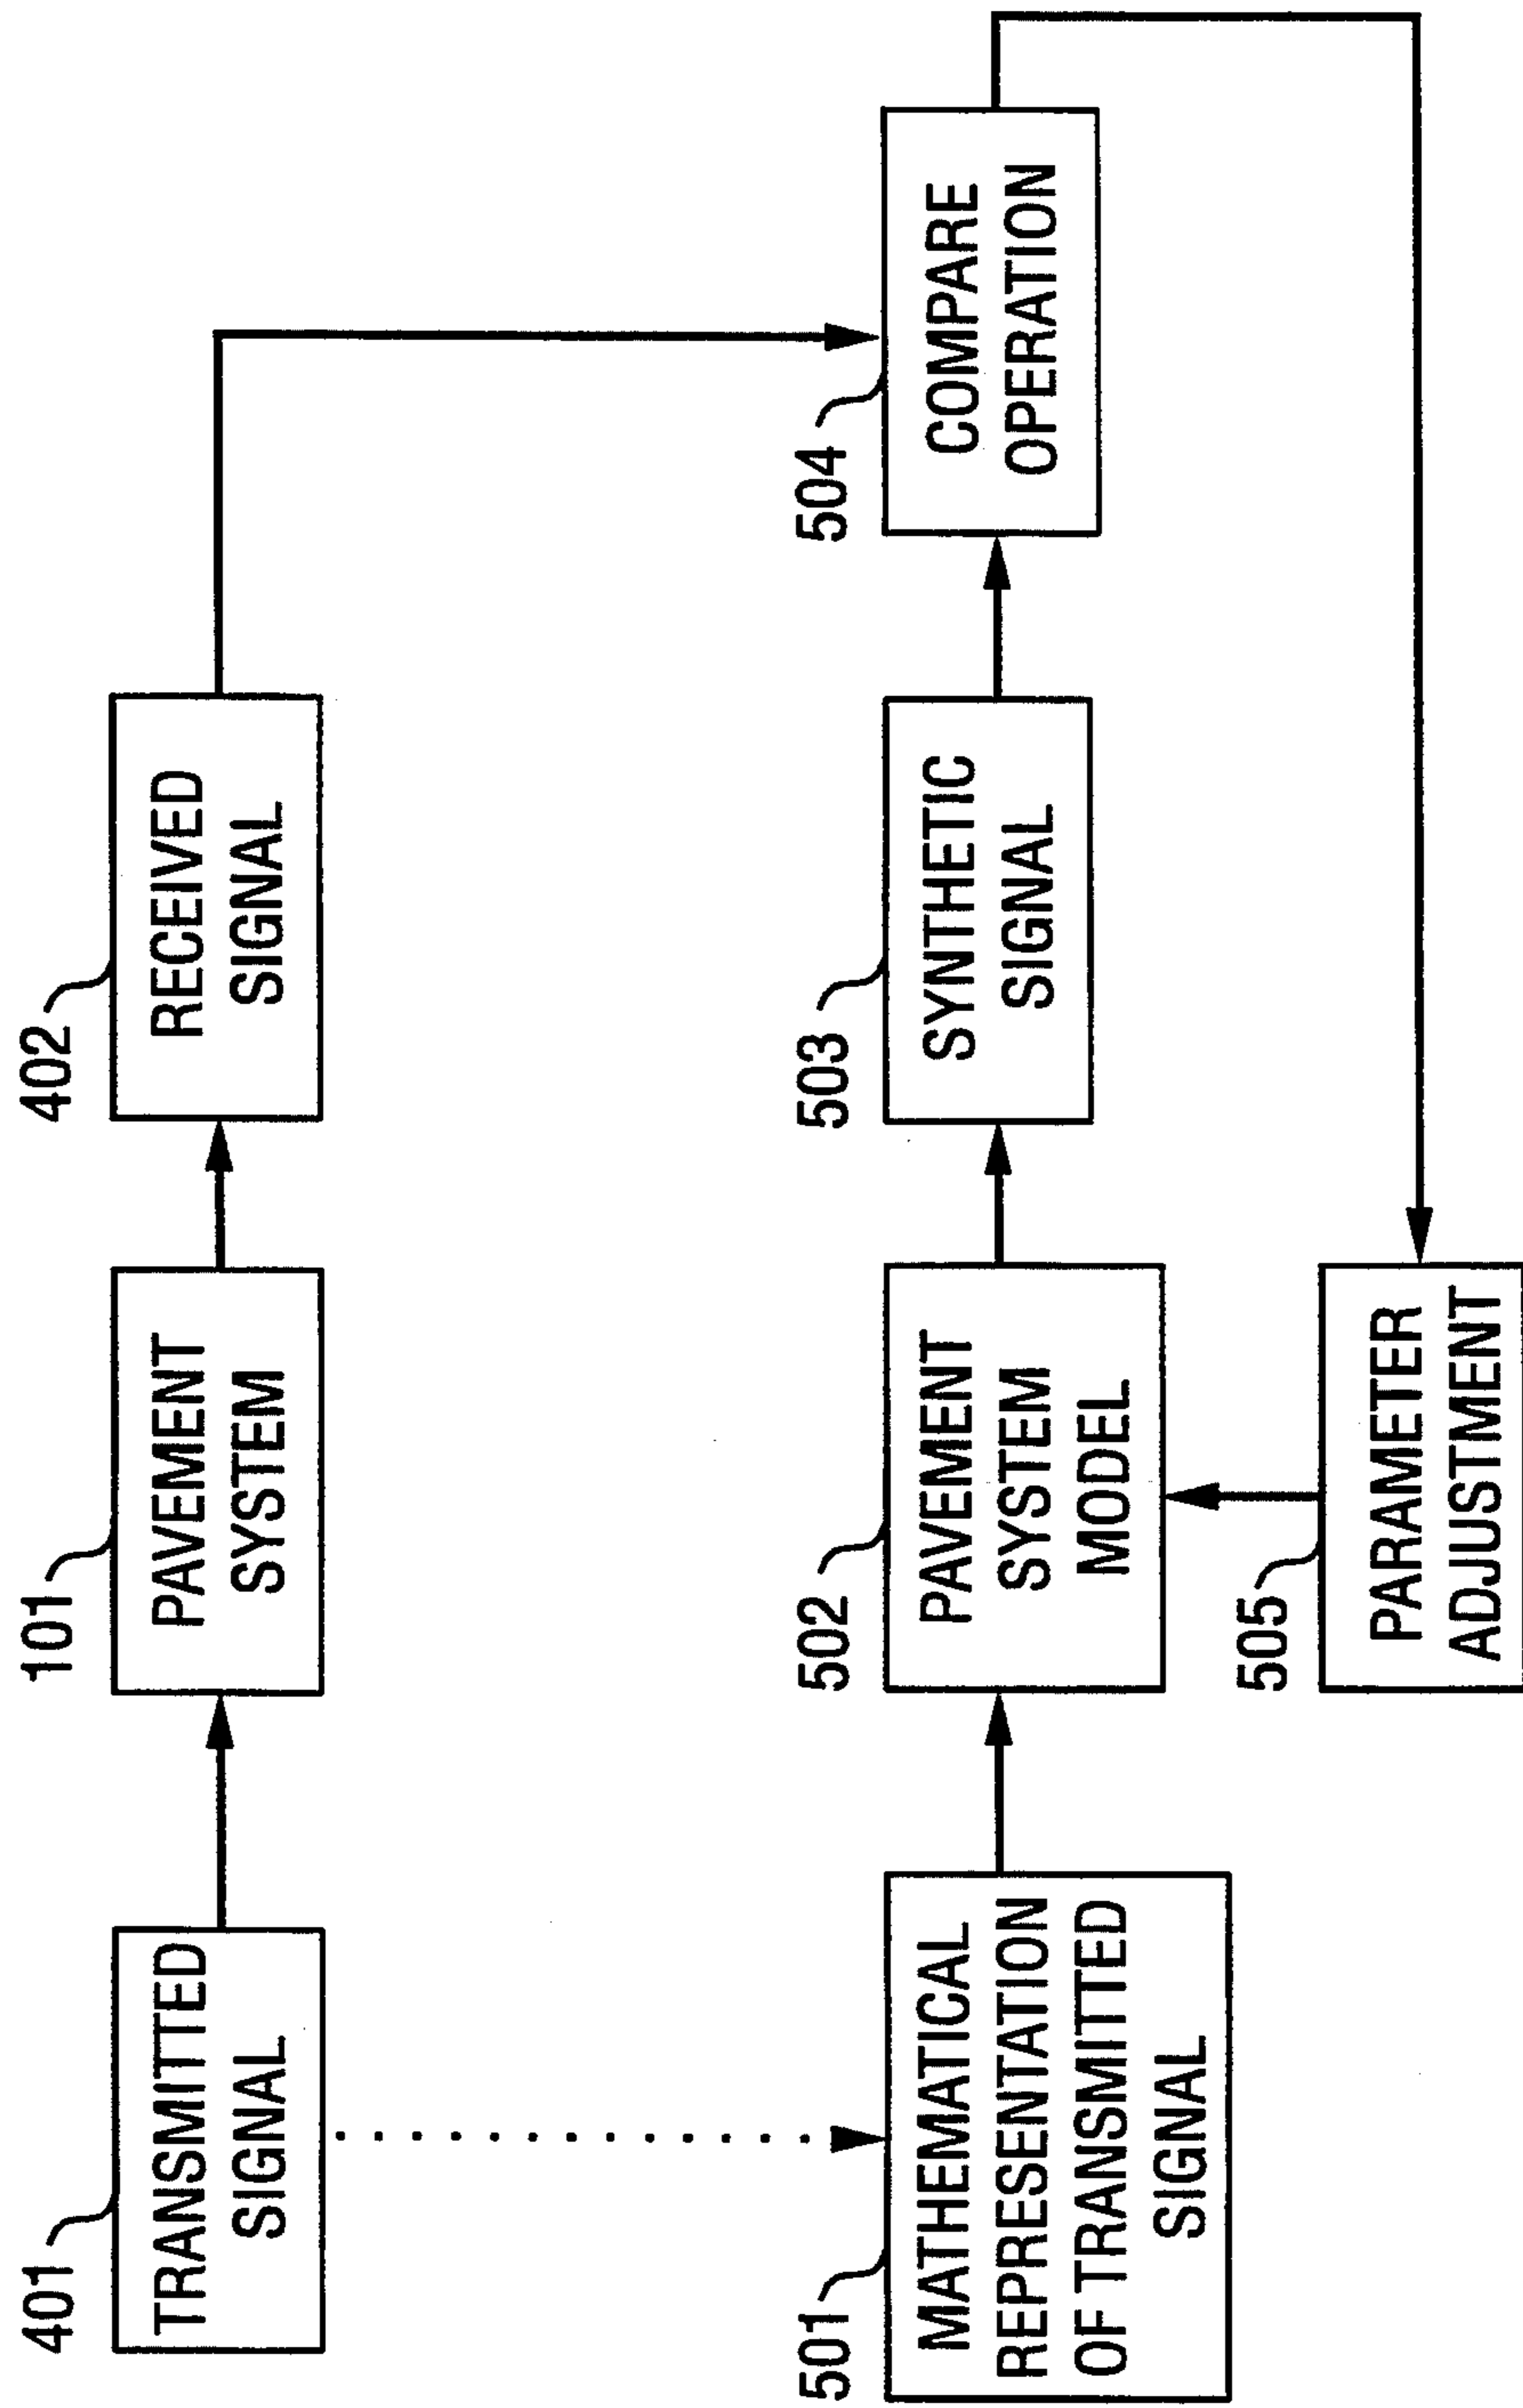 401
TRANSMITTED
SIGNAL
101
PAVEMENT
SYSTEM
402
RECEIVED
SIGNAL
501
MATHEMATICAL
REPRESENTATION
OF TRANSMITTED
SIGNAL
502
PAVEMENT
SYSTEM
MODEL
503
SYNTHETIC
SIGNAL
504
COMPARE
OPERATION
505
PARAMETER
ADJUSTMENT